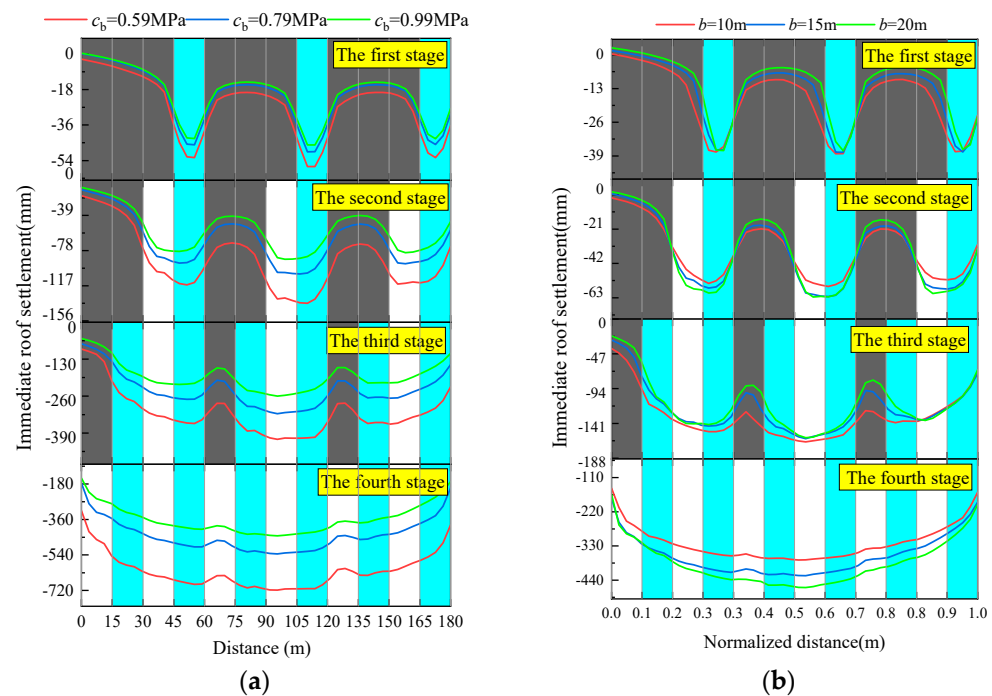 c_b=0.59MPa c_b=0.79MPa c_b=0.99MPa
0
-18
-36
-54
The first stage
0
-39
-78
-117
-156
The second stage
0
-130
-260
-390
The third stage
-180
-360
-540
-720
The fourth stage
0 15 30 45 60 75 90 105 120 135 150 165 180
Distance (m)
Immediate roof settlement(mm)
(a)
b=10m b=15m b=20m
0
-13
-26
-39
The first stage
0
-21
-42
-63
The second stage
0
-47
-94
-141
-188
The third stage
-110
-220
-330
-440
The fourth stage
0.0 0.1 0.2 0.3 0.4 0.5 0.6 0.7 0.8 0.9 1.0
Normalized distance(m)
Immediate roof settlement(mm)
(b)